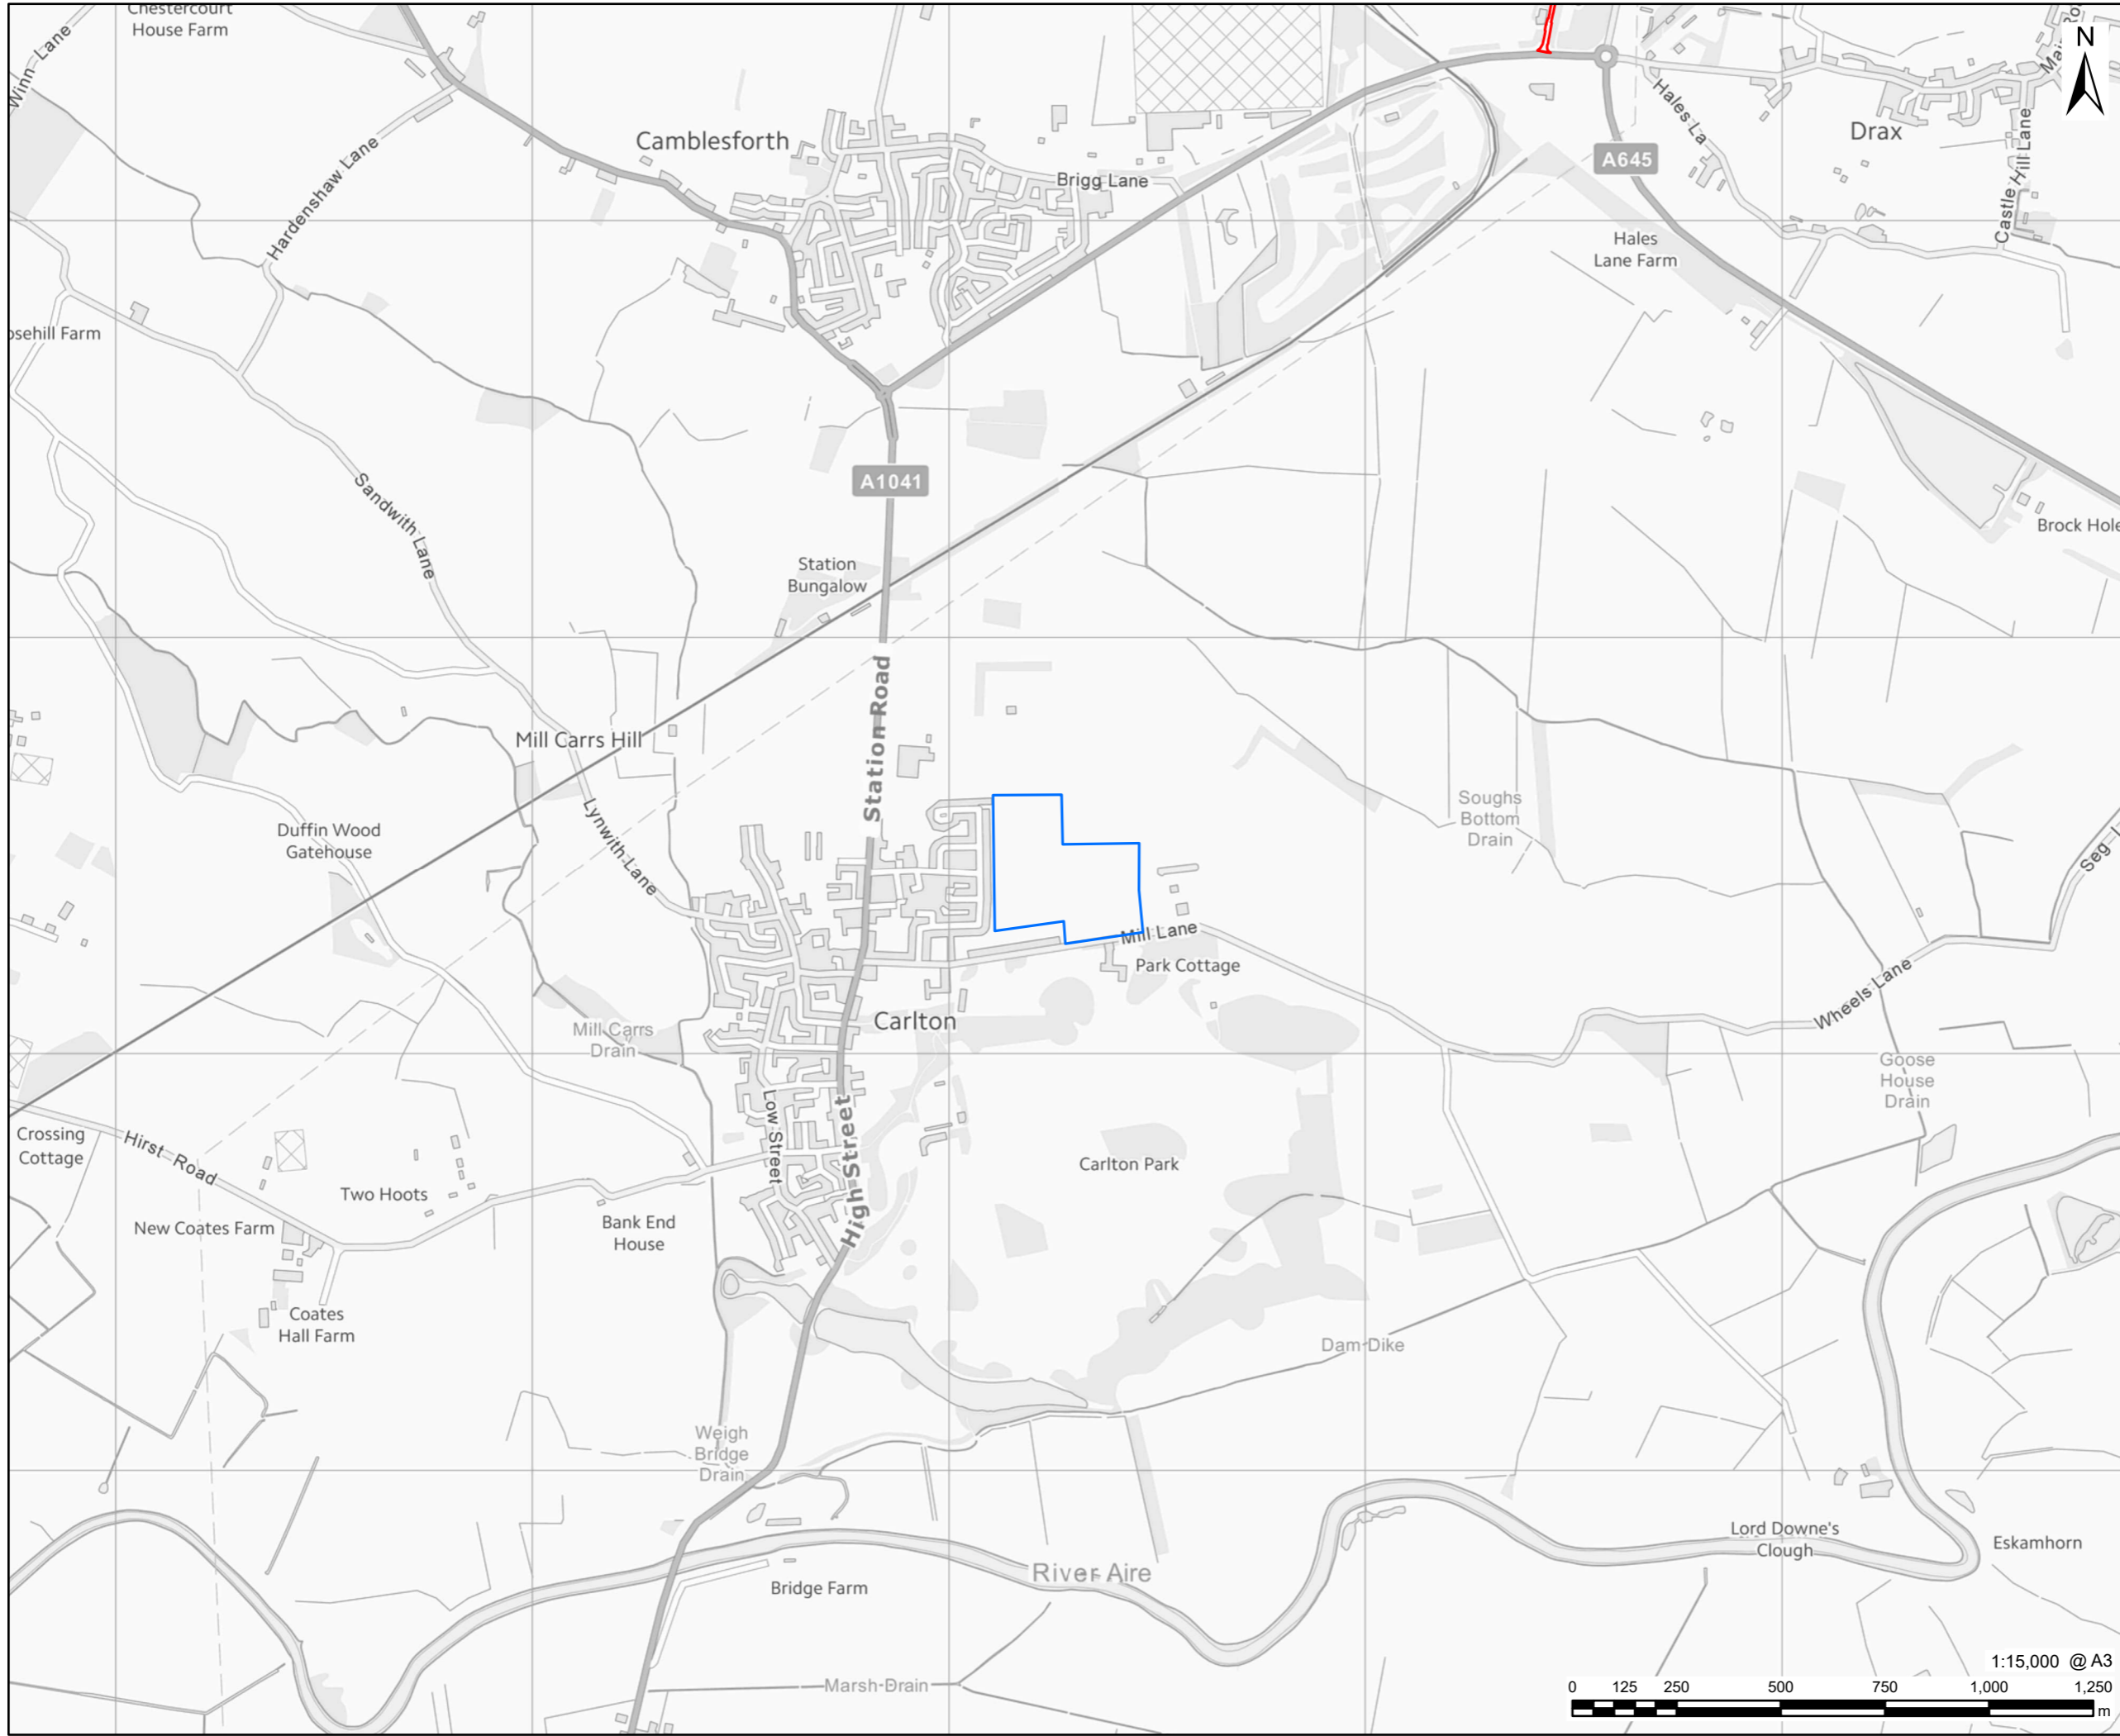 Chestercourt
House Farm
Winn Lane
N
Hardenshaw Lane
Camblesforth
Brigg Lane
Hales La
A645
Drax
Castle Hill Lane
Hales
Lane Farm
Sandwith Lane
A1041
Station
Bungalow
Station Road
Mill Carrs Hill
Lynwith Lane
Duffin Wood
Gatehouse
Soughs
Bottom
Drain
Mill Lane
Park Cottage
Wheels Lane
Carlton
Mill Carrs
Drain
Goose
House
Drain
Low Street
High Street
Crossing
Cottage
Hirst Road
Two Hoots
New Coates Farm
Bank End
House
Carlton Park
Coates
Hall Farm
Dam Dike
Weigh
Bridge
Drain
Lord Downe's
Clough
Eskamhorn
River Aire
Bridge Farm
Marsh Drain
1:15,000 @ A3
0 125 250 500 750 1,000 1,250
m